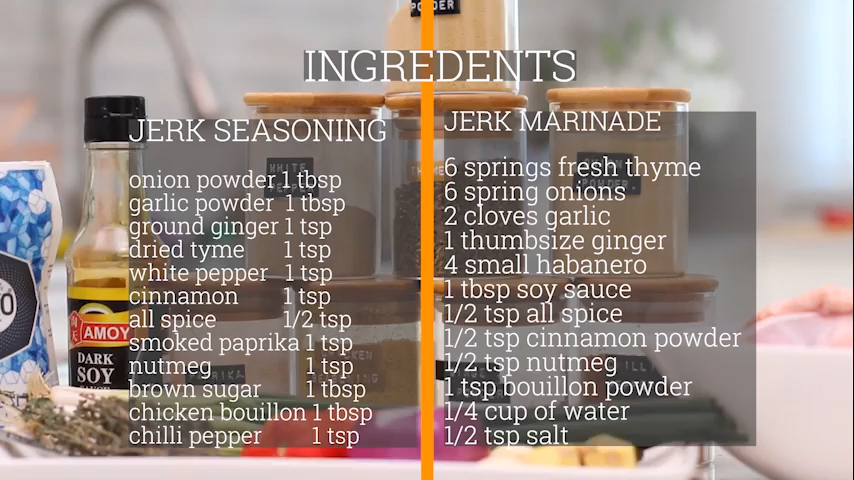 POWDER
INGREDENTS
JERK SEASONING
onion powder 1 tbsp
garlic powder 1 tbsp
ground ginger 1 tsp
dried tyme 1 tsp
white pepper 1 tsp
cinnamon 1 tsp
all spice 1/2 tsp
smoked paprika 1 tsp
nutmeg 1 tsp
brown sugar 1 tbsp
chicken bouillon 1 tbsp
chilli pepper 1 tsp
JERK MARINADE
6 springs fresh thyme
6 spring onions
2 cloves garlic
1 thumbsize ginger
4 small habanero
1 tbsp soy sauce
1/2 tsp all spice
1/2 tsp cinnamon powder
1/2 tsp nutmeg
1 tsp bouillon powder
1/4 cup of water
1/2 tsp salt
WHITE
POWDER
AMOY
DARK
SOY
SAUCE